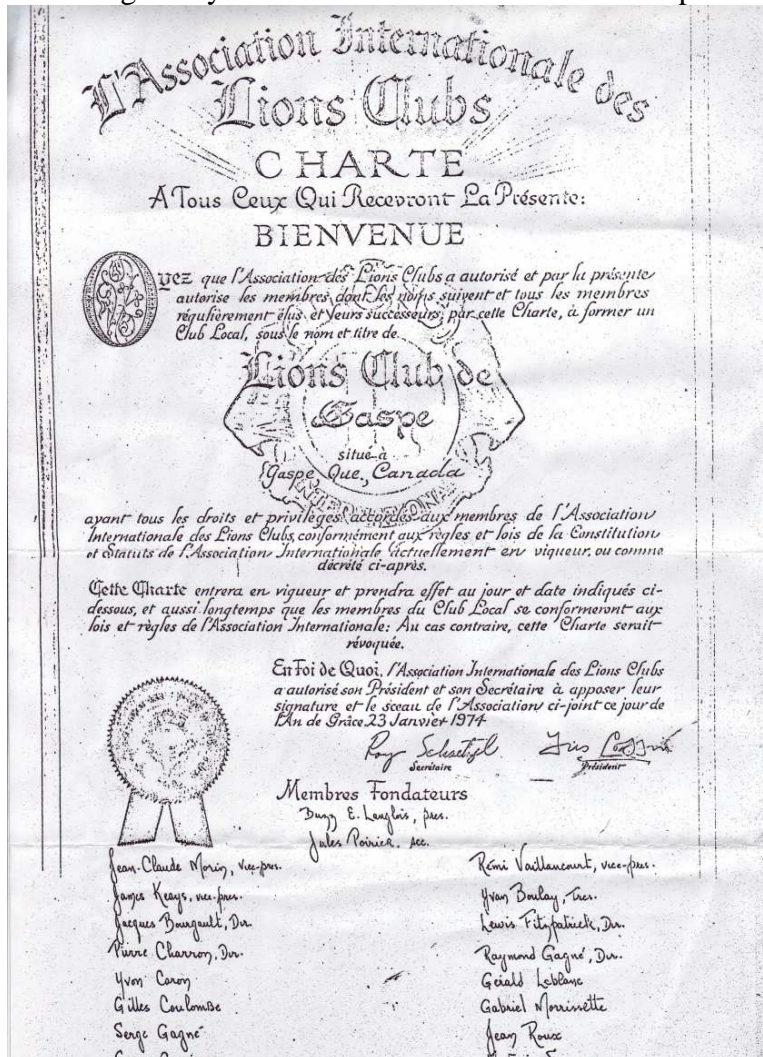 L'Association Internationale des
Lions Clubs
CHARTE
A Tous Ceux Qui Recevront La Présente:
BIENVENUE
Oyez que l'Association des Lions Clubs a autorisé et par la présente
autorise les membres dont les noms suivent et tous les membres
régulièrement élus et leurs successeurs, par cette Charte, à former un
Club Local, sous le nom et titre de
Lions Club de
Gaspe
situé à
Gaspe, Que., Canada
INTERNATIONAL
ayant tous les droits et privilèges accordés aux membres de l'Association
Internationale des Lions Clubs, conformément aux règles et lois de la Constitution
et Statuts de l'Association Internationale actuellement en vigueur, ou comme
décrété ci-après.
Cette Charte entrera en vigueur et prendra effet au jour et date indiqués ci-
dessous, et aussi longtemps que les membres du Club Local se conformeront aux
lois et règles de l'Association Internationale: Au cas contraire, cette Charte serait
révoquée.
En Foi de Quoi, l'Association Internationale des Lions Clubs
a autorisé son Président et son Secrétaire à apposer leur
signature et le sceau de l'Association ci-joint ce jour de
l'An de Grâce 23 Janvier 1974
Roy
Secrétaire Président
Membres Fondateurs
E. Langlois, pres.
Jules Poirier, sec.
Jean-Claude Morin, vice-pres. Rémi Vaillancourt, vice-pres.
James Keays, vice-pres. Yvan Boulay, Tres.
Jacques Bourgault, Dir. Lewis Fitzpatrick, Dir.
Pierre Charron, Dir. Raymond Gagné, Dir.
Yvon Caron Gérald Leblanc
Gilles Coulombe Gabriel Morrissette
Serge Gagné Jean Roux